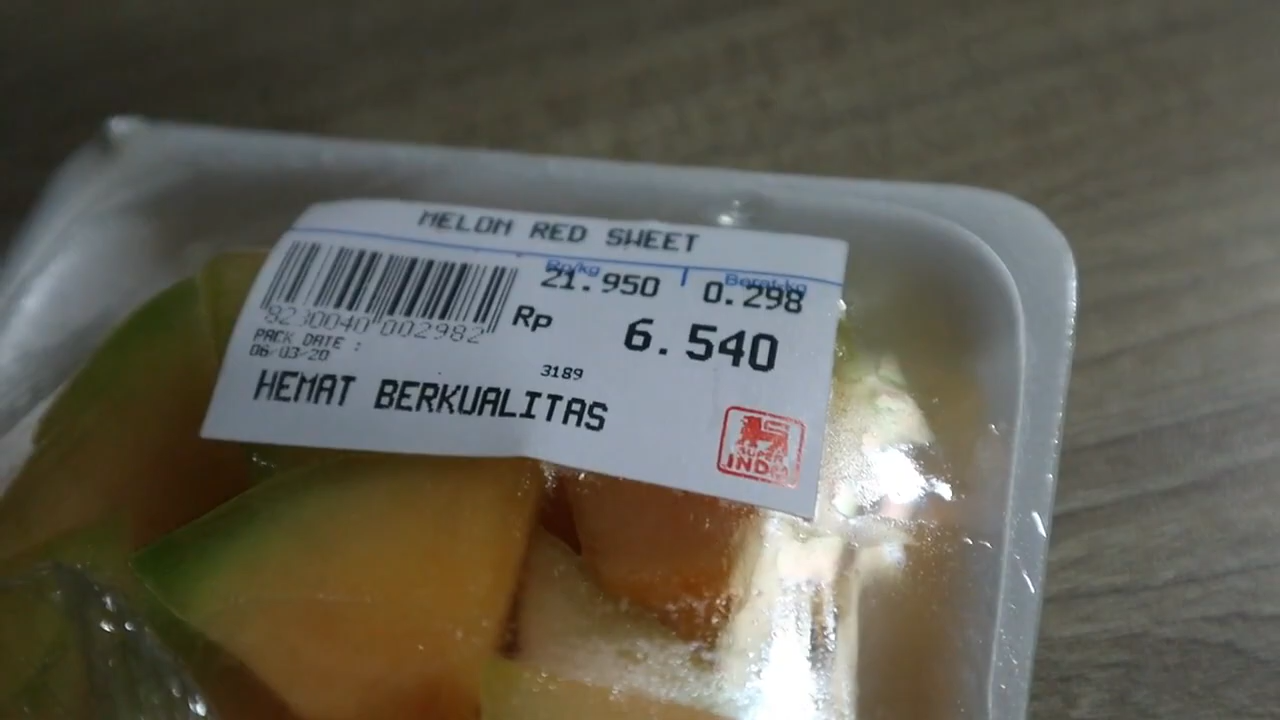 MELON RED SWEET
Rp/kg Berat-kg
21.950 0.298
8230040 002982
Rp 6.540
PACK DATE :
06/03/20
3189
HEMAT BERKUALITAS
SUPER
INDO